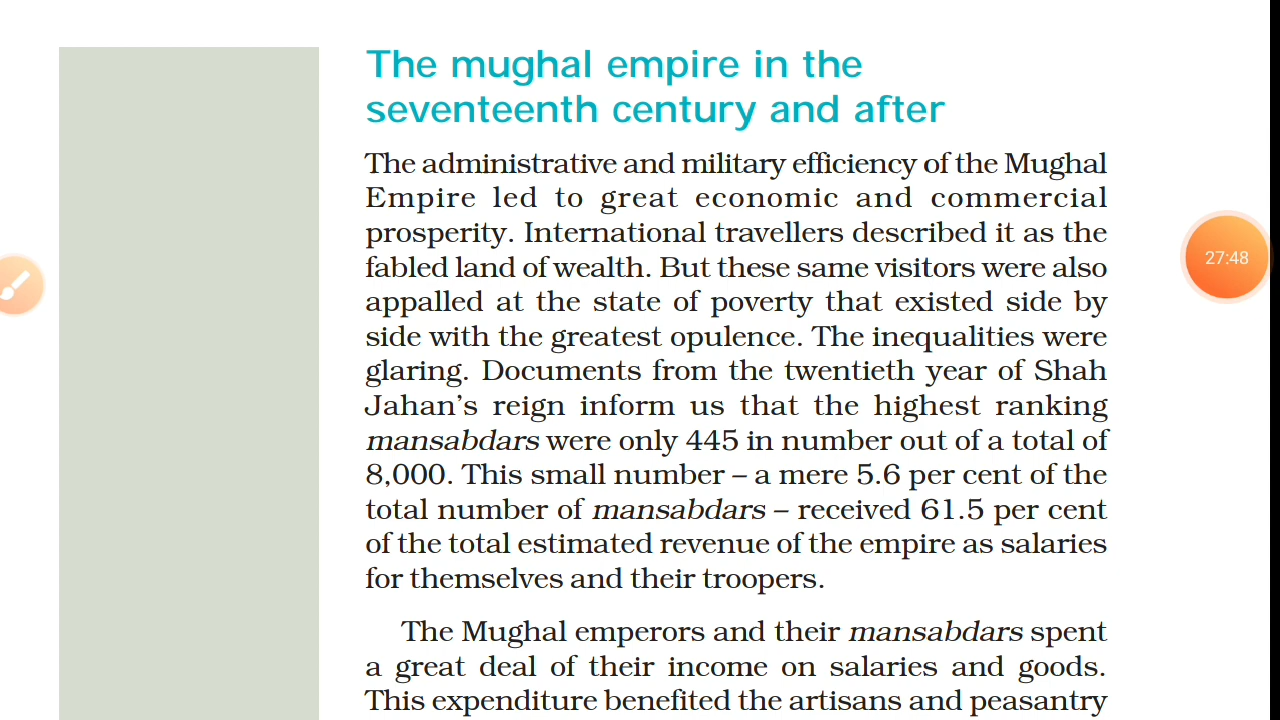 The mughal empire in the
seventeenth century and after
The administrative and military efficiency of the Mughal
Empire led to great economic and commercial
prosperity. International travellers described it as the
fabled land of wealth. But these same visitors were also
appalled at the state of poverty that existed side by
side with the greatest opulence. The inequalities were
glaring. Documents from the twentieth year of Shah
Jahan’s reign inform us that the highest ranking
mansabdars were only 445 in number out of a total of
8,000. This small number – a mere 5.6 per cent of the
total number of mansabdars – received 61.5 per cent
of the total estimated revenue of the empire as salaries
for themselves and their troopers.
The Mughal emperors and their mansabdars spent
a great deal of their income on salaries and goods.
This expenditure benefited the artisans and peasantry
27:48